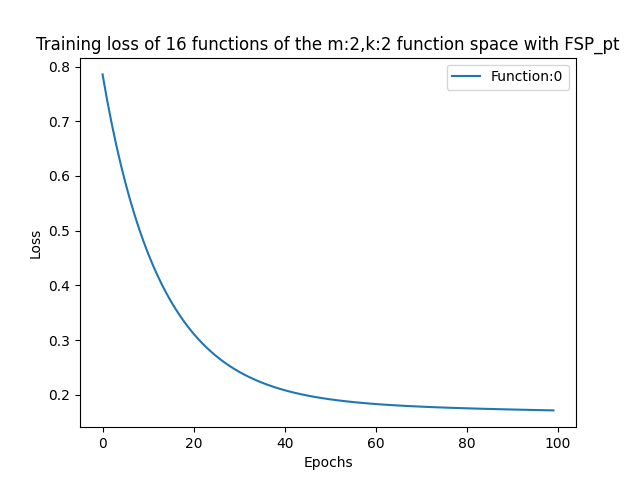 Training loss of 16 functions of the m:2,k:2 function space with FSP_pt
Function:0
Loss
0.8
0.7
0.6
0.5
0.4
0.3
0.2
0 20 40 60 80 100
Epochs